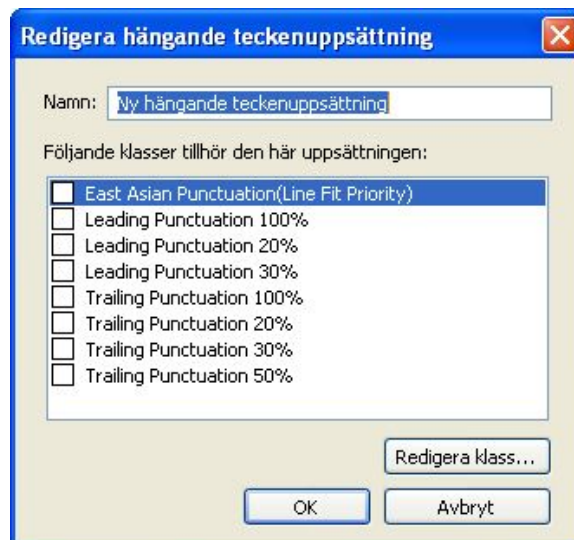 Redigera hängande teckenuppsättning
Namn: Ny hängande teckenuppsättning
Följande klasser tillhör den här uppsättningen:
East Asian Punctuation(Line Fit Priority)
Leading Punctuation 100%
Leading Punctuation 20%
Leading Punctuation 30%
Trailing Punctuation 100%
Trailing Punctuation 20%
Trailing Punctuation 30%
Trailing Punctuation 50%
Redigera klass...
OK Avbryt